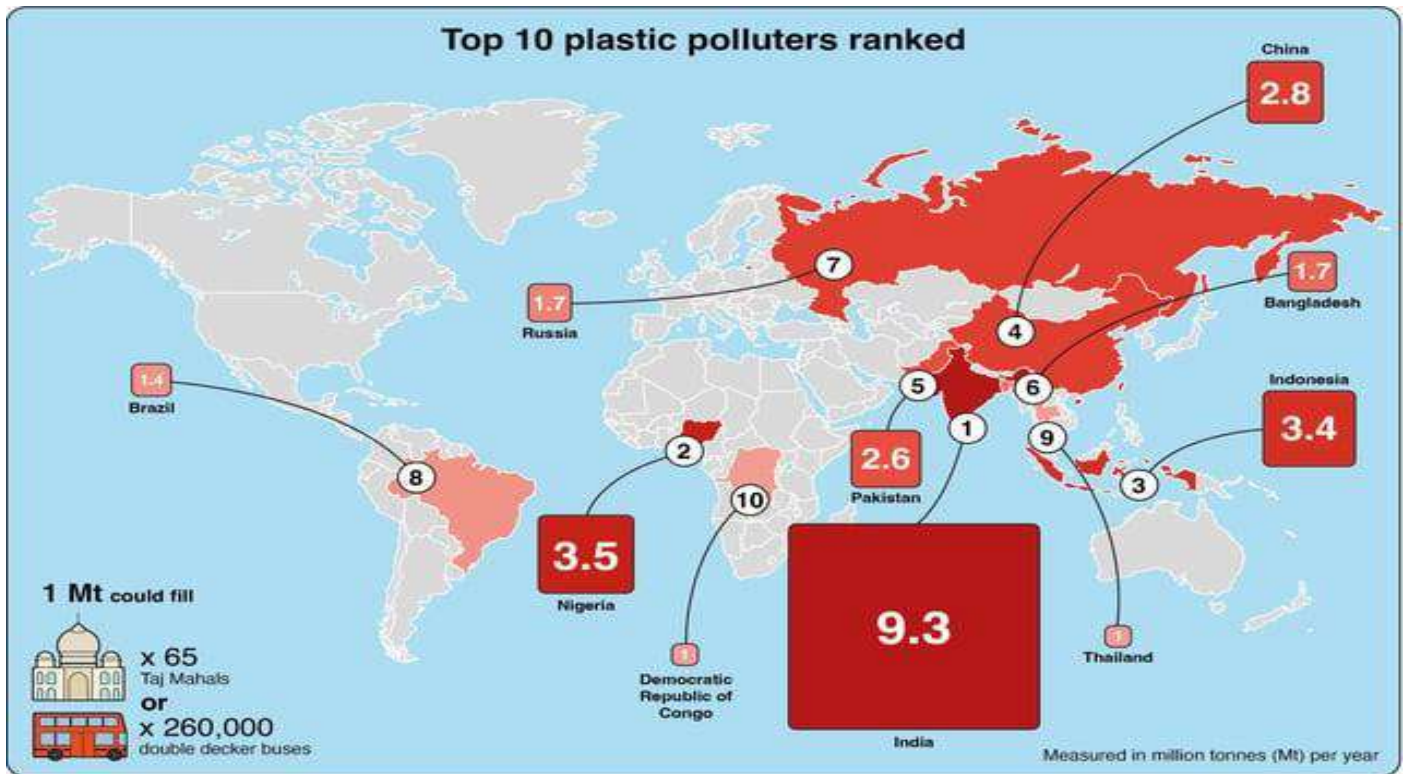 Top 10 plastic polluters ranked
China
2.8
7
1.7
Russia
1.7
Bangladesh
4
1.4
Brazil
5
6
Indonesia
3.4
2
1
9
8
2.6
Pakistan
3
10
3.5
Nigeria
9.3
India
1
Democratic
Republic of
Congo
1
Thailand
1 Mt could fill
x 65
Taj Mahals
or
x 260,000
double decker buses
Measured in million tonnes (Mt) per year